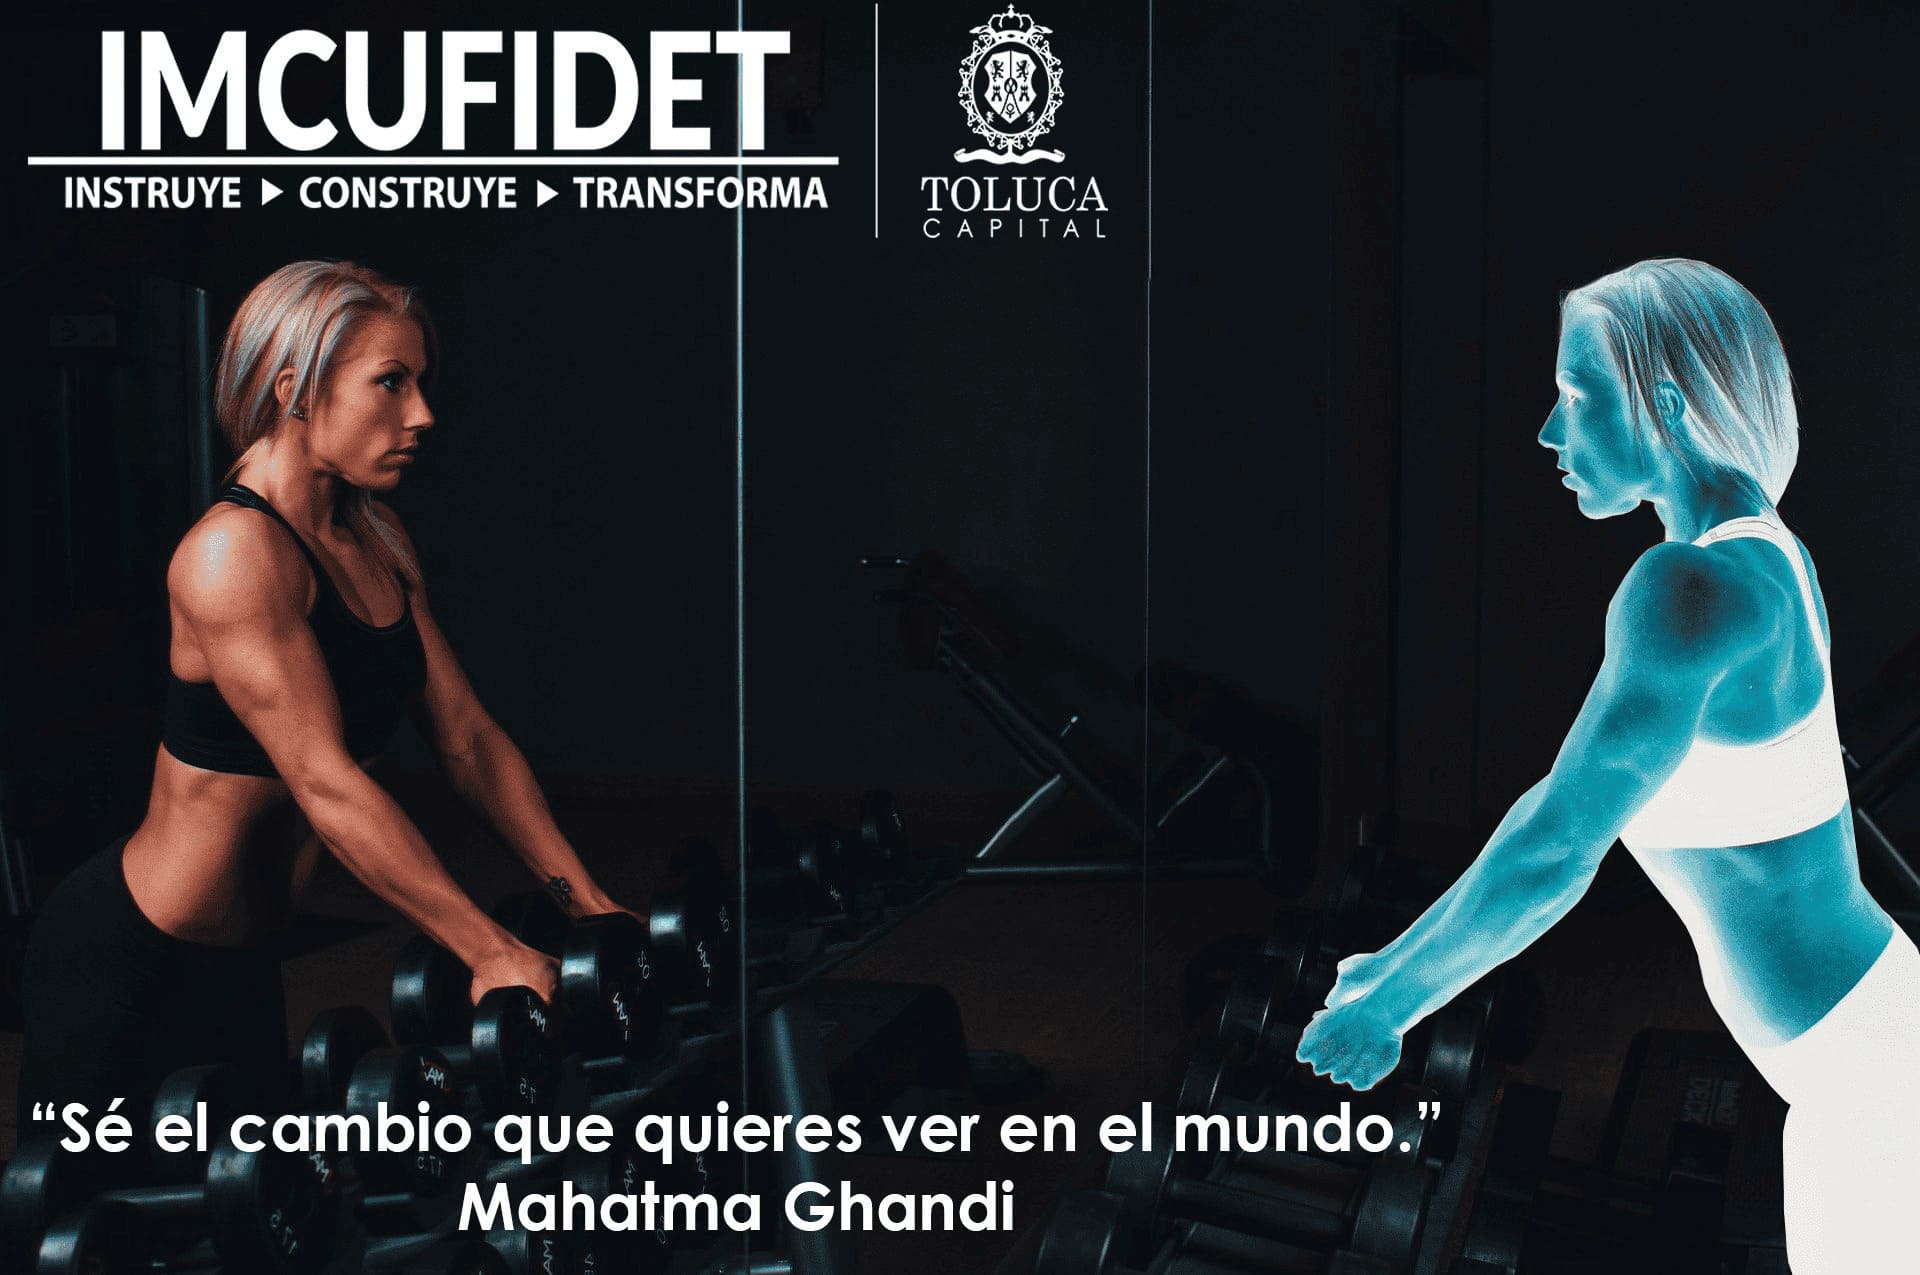 IMCUFIDET
INSTRUYE ▶ CONSTRUYE ▶ TRANSFORMA
TOLUCA
CAPITAL
“Sé el cambio que quieres ver en el mundo.”
Mahatma Ghandi